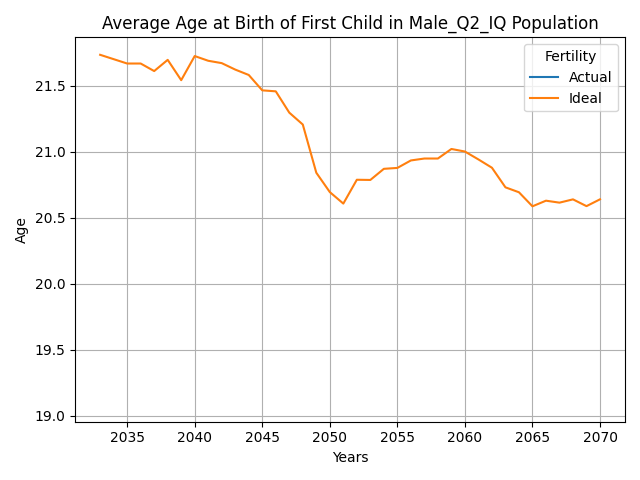 Average Age at Birth of First Child in Male_Q2_IQ Population
Fertility
Actual
Ideal
Age
21.5
21.0
20.5
20.0
19.5
19.0
2035 2040 2045 2050 2055 2060 2065 2070
Years